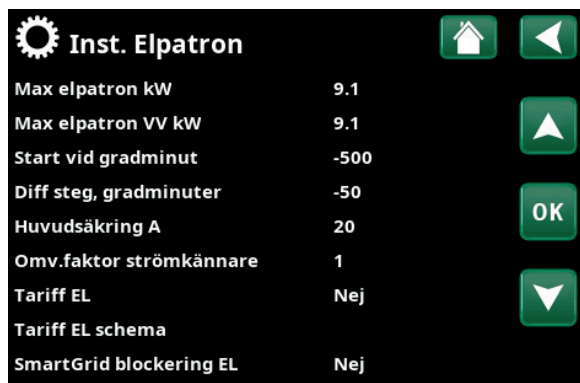 Inst. Elpatron
Max elpatron kW 9.1
Max elpatron VV kW 9.1
Start vid gradminut -500
Diff steg, gradminuter -50
Huvudsäkring A 20
Omv.faktor strömkännare 1
Tariff EL Nej
Tariff EL schema
SmartGrid blockering EL Nej
OK